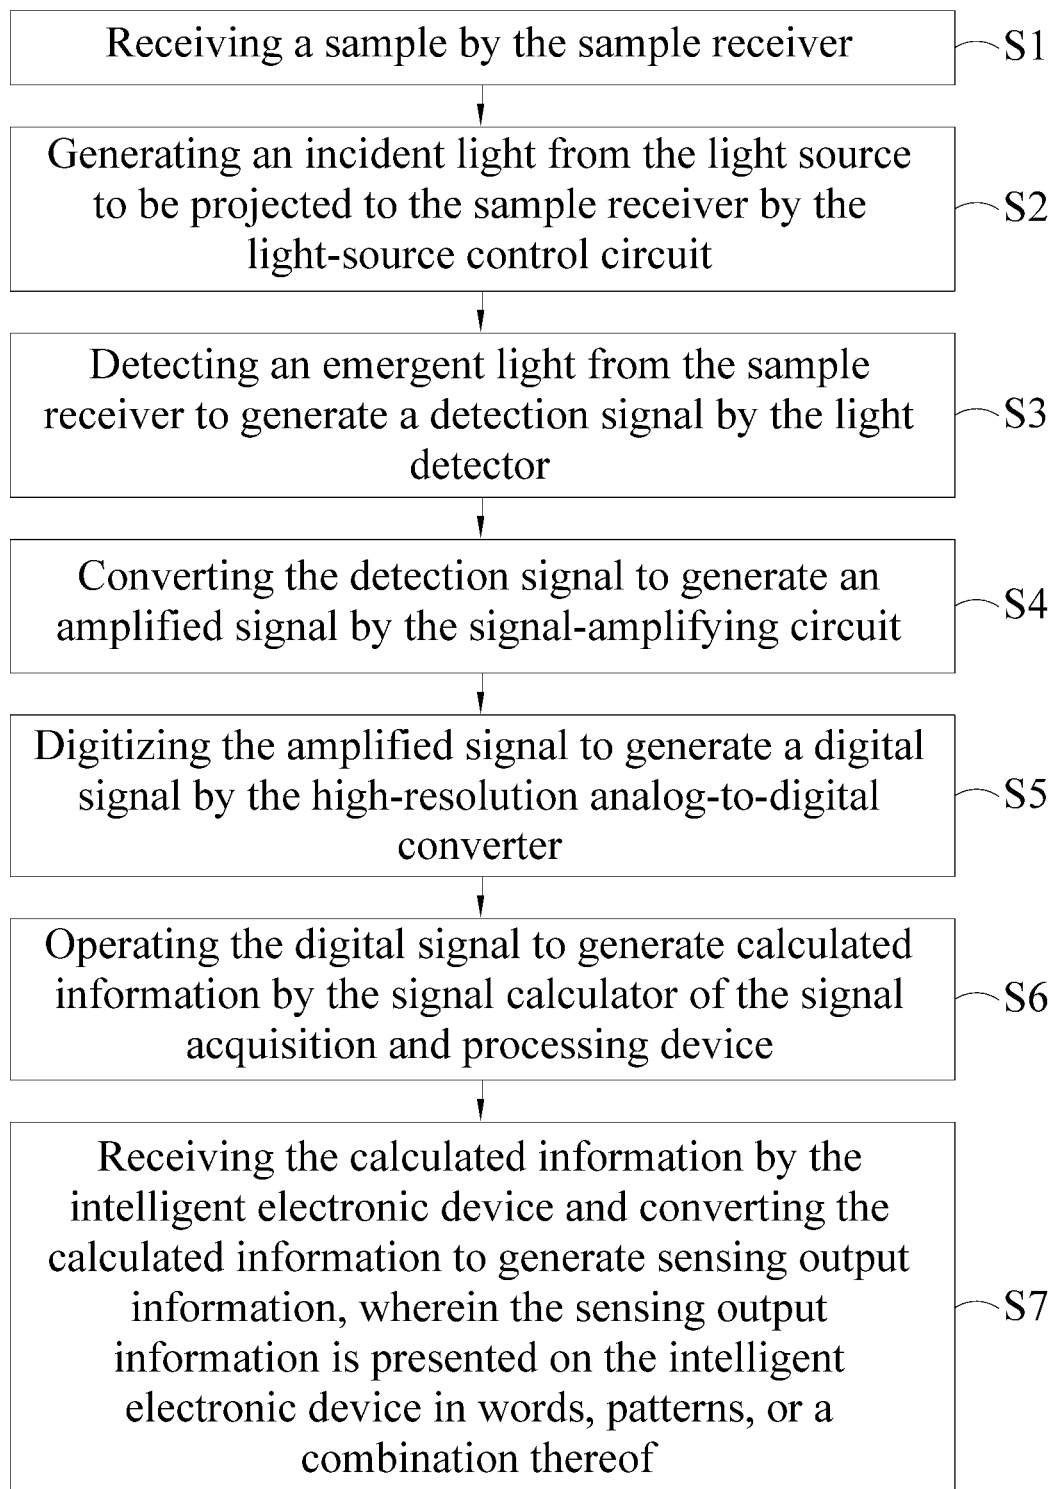 Receiving a sample by the sample receiver
S1
Generating an incident light from the light source
to be projected to the sample receiver by the
light-source control circuit
S2
Detecting an emergent light from the sample
receiver to generate a detection signal by the light
detector
S3
Converting the detection signal to generate an
amplified signal by the signal-amplifying circuit
S4
Digitizing the amplified signal to generate a digital
signal by the high-resolution analog-to-digital
converter
S5
Operating the digital signal to generate calculated
information by the signal calculator of the signal
acquisition and processing device
S6
Receiving the calculated information by the
intelligent electronic device and converting the
calculated information to generate sensing output
information, wherein the sensing output
information is presented on the intelligent
electronic device in words, patterns, or a
combination thereof
S7